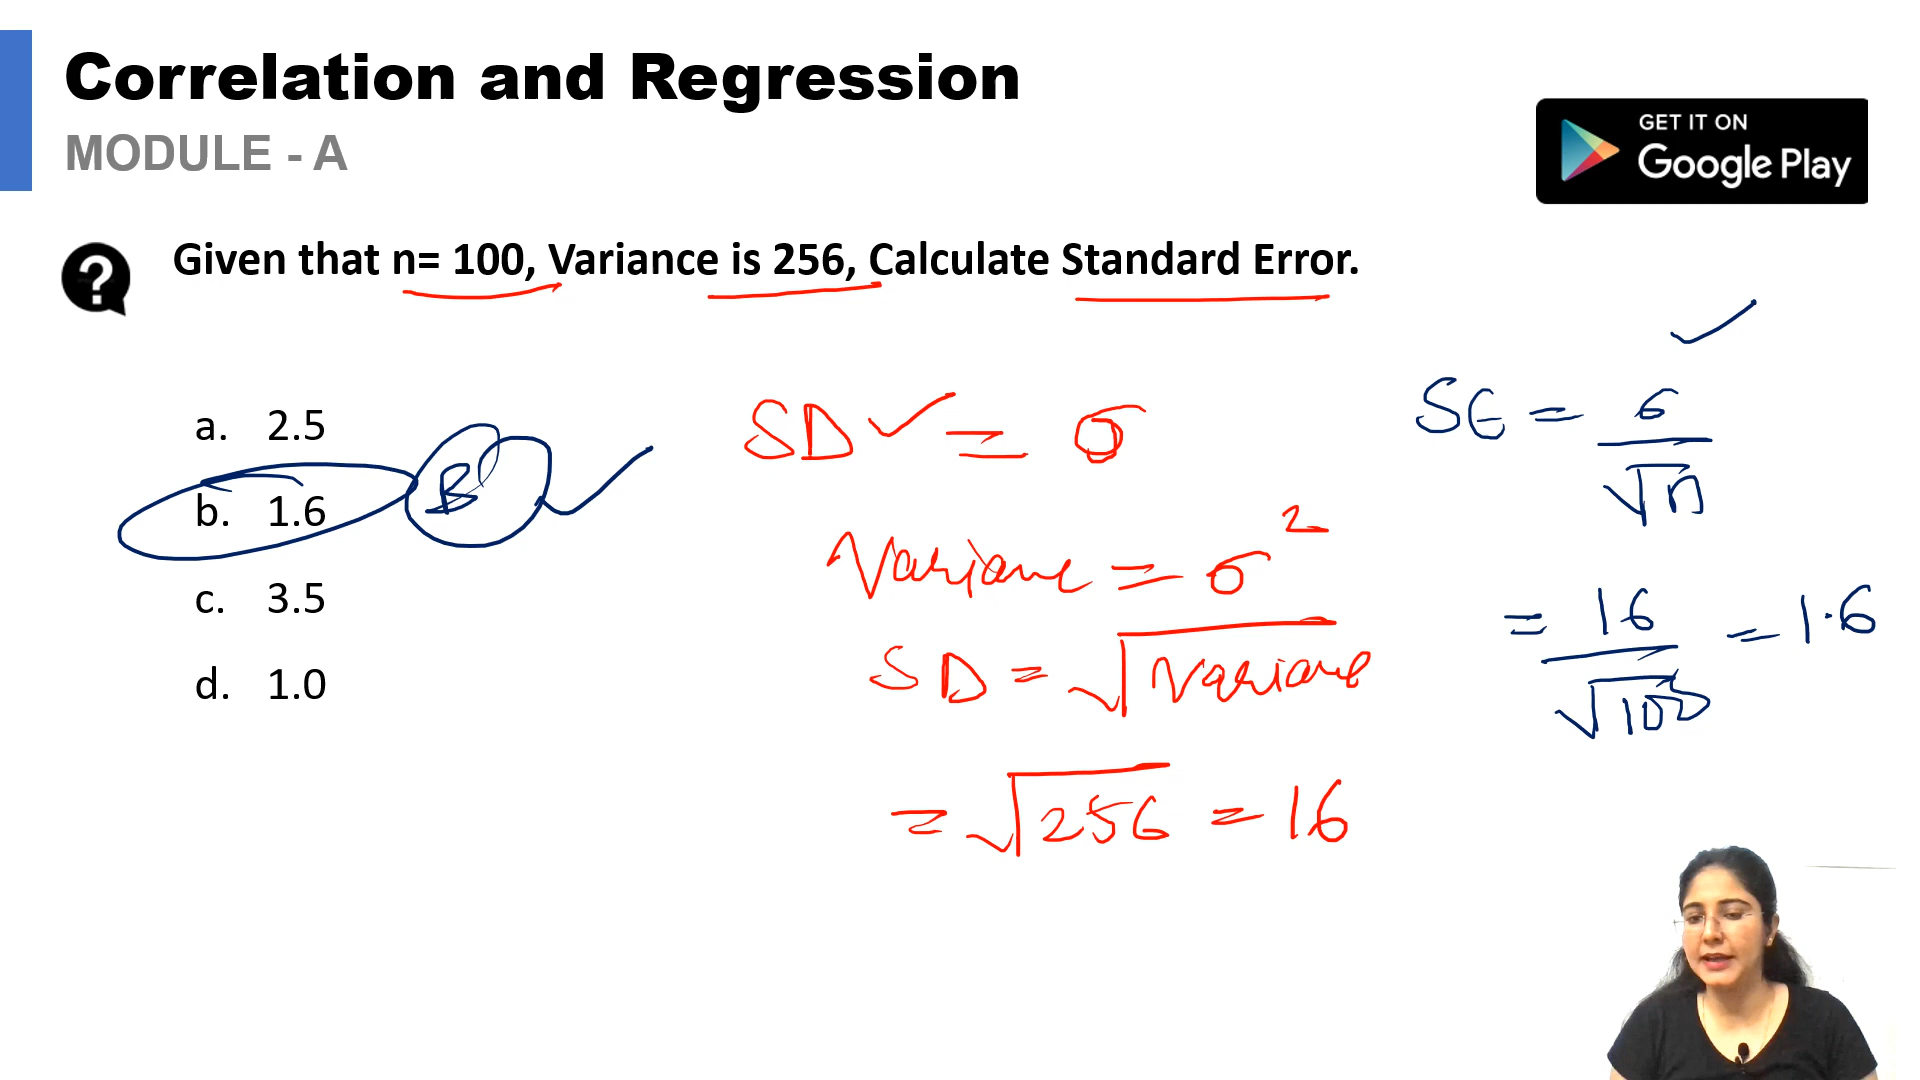 Correlation and Regression
MODULE - A
GET IT ON
Google Play
Given that n= 100, Variance is 256, Calculate Standard Error.
a. 2.5
b. 1.6
B
c. 3.5
d. 1.0
SD = σ
Variance = σ²
SD = √Variance
= √256 = 16
SE = σ/√n
= 16/√100 = 1.6